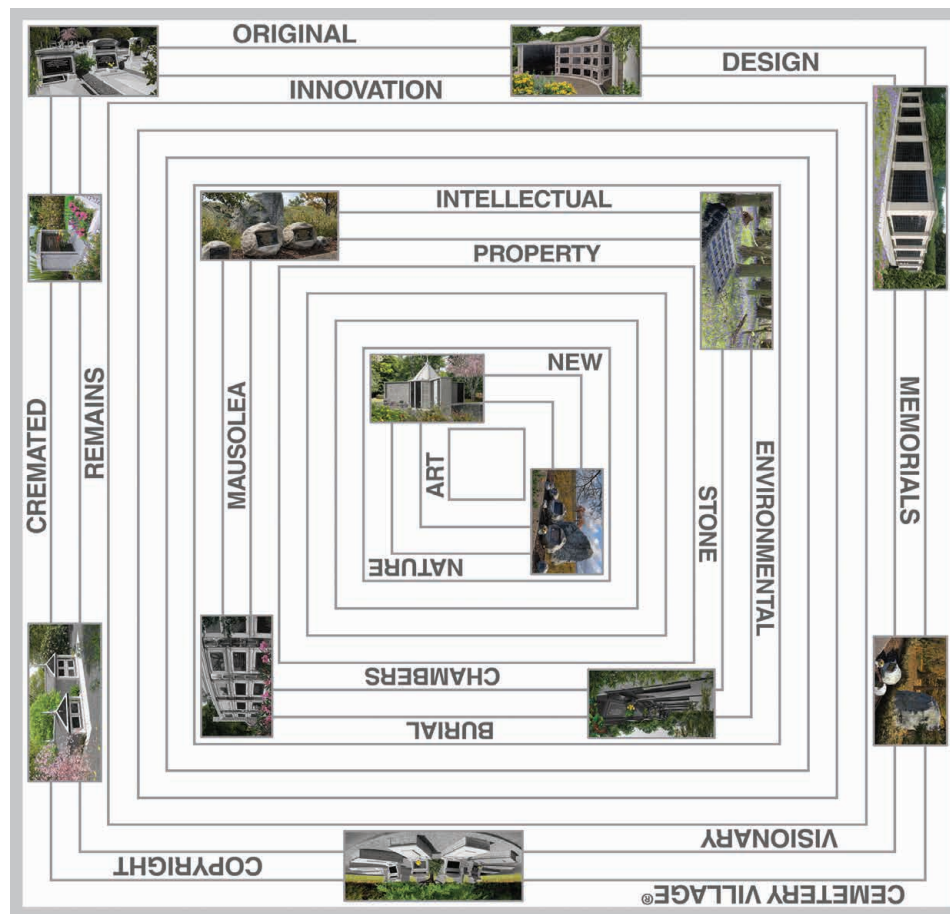 ORIGINAL
DESIGN
INNOVATION
MEMORIALS
VISIONARY
CEMETERY VILLAGE®
COPYRIGHT
CREMATED
REMAINS
INTELLECTUAL
PROPERTY
ENVIRONMENTAL
STONE
CHAMBERS
BURIAL
MAUSOLEA
NEW
NATURE
ART